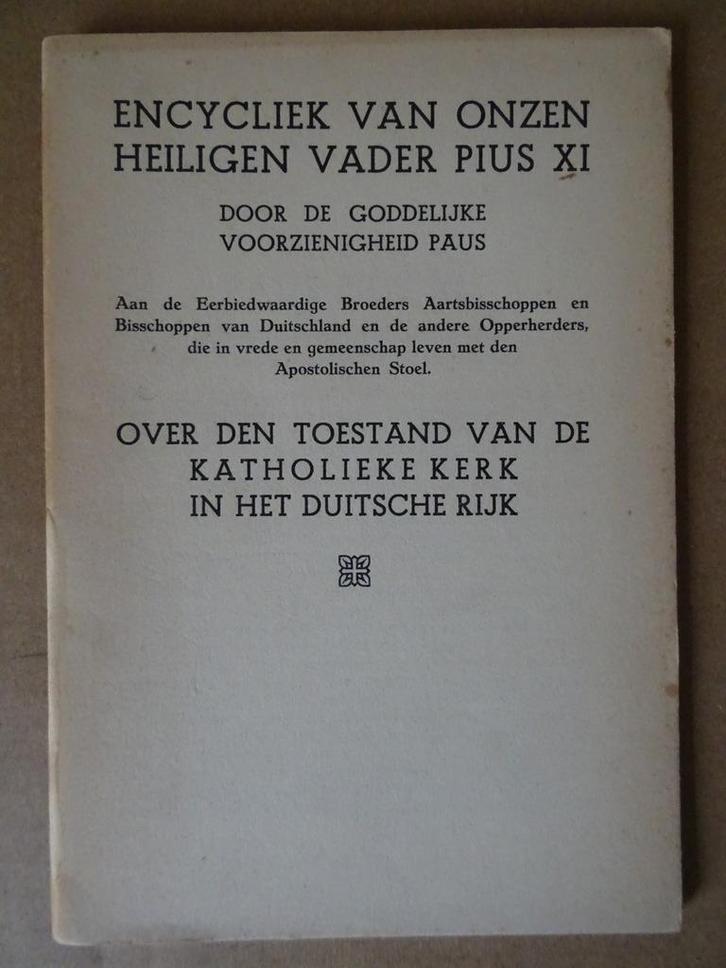 ENCYCLIEK VAN ONZEN
HEILIGEN VADER PIUS XI
DOOR DE GODDELIJKE
VOORZIENIGHEID PAUS
Aan de Eerbiedwaardige Broeders Aartsbisschoppen en
Bisschoppen van Duitschland en de andere Opperherders,
die in vrede en gemeenschap leven met den
Apostolischen Stoel.
OVER DEN TOESTAND VAN DE
KATHOLIEKE KERK
IN HET DUITSCHE RIJK